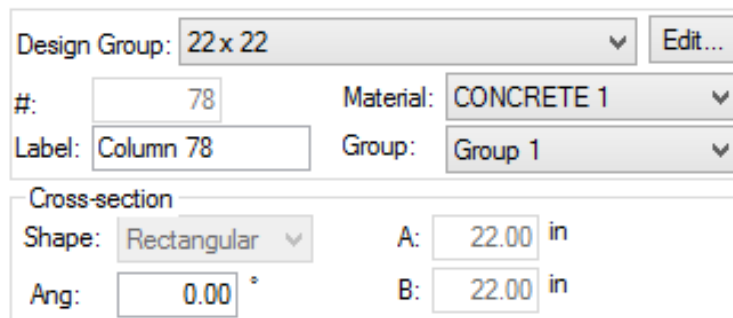 Design Group: 22 x 22 Edit...
#: 78 Material: CONCRETE 1
Label: Column 78 Group: Group 1
Cross-section
Shape: Rectangular A: 22.00 in
Ang: 0.00 ° B: 22.00 in